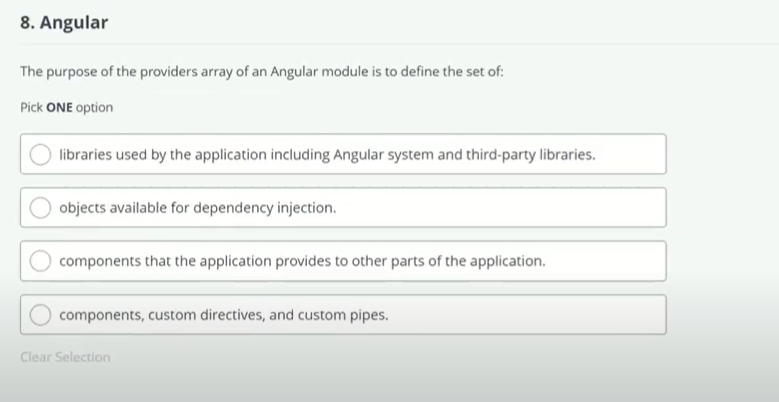 8. Angular
The purpose of the providers array of an Angular module is to define the set of:
Pick ONE option
libraries used by the application including Angular system and third-party libraries.
objects available for dependency injection.
components that the application provides to other parts of the application.
components, custom directives, and custom pipes.
Clear Selection